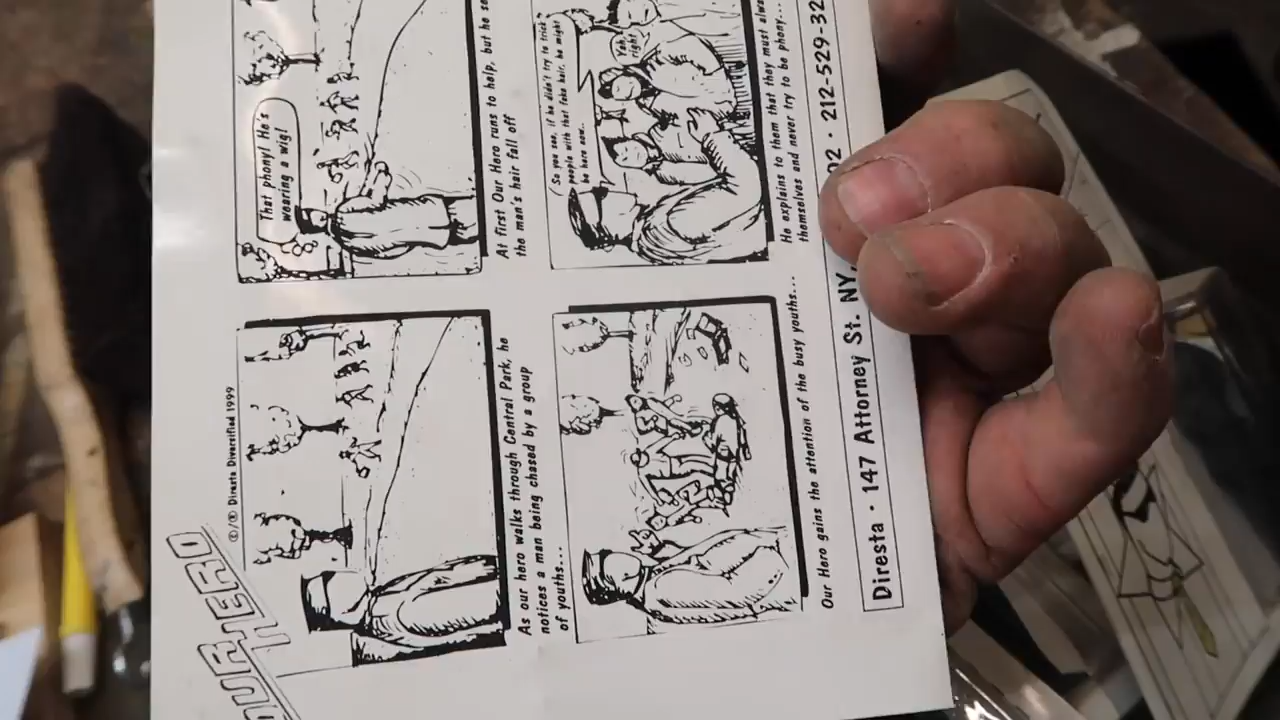 OUR HERO
©/® Diresta Diversified 1999
As our hero walks through Central Park, he
notices a man being chased by a group
of youths...
That phony! He's
wearing a wig!
At first Our Hero runs to help, but he se
the man's hair fall off
Our Hero gains the attention of the busy youths...
So you see, if he didn't try to trick
people with that fake hair, he might
be here now..
Yeh,
right!
He explains to them that they must alwa
themselves and never try to be phony...
Diresta · 147 Attorney St. NY,
02 · 212-529-32